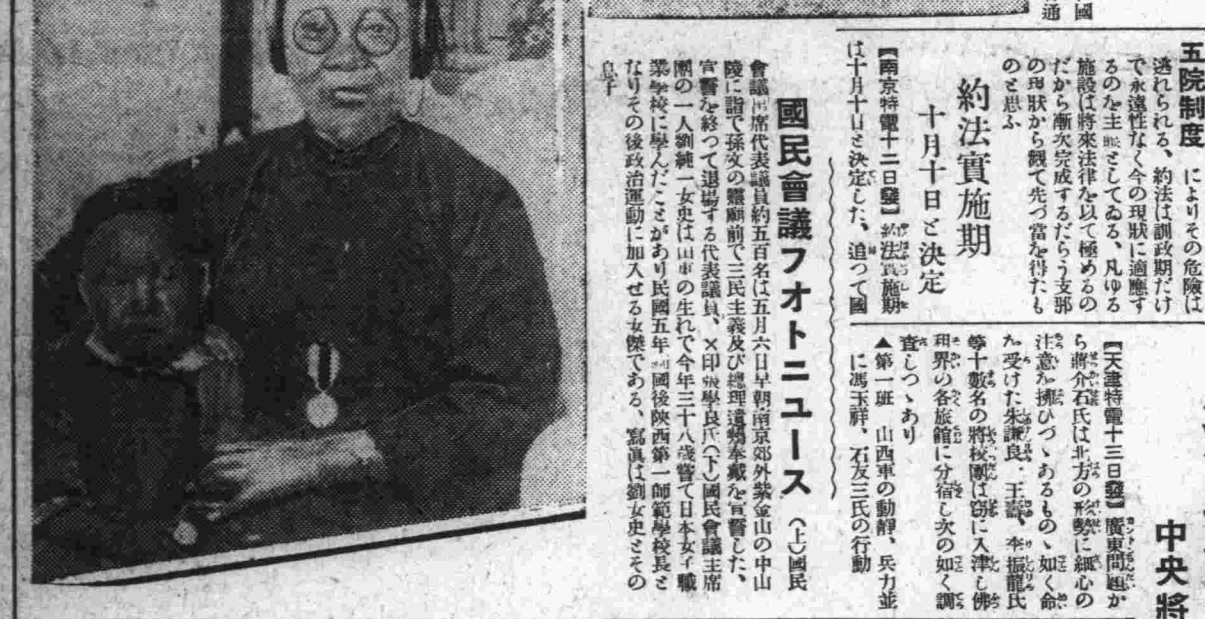 國
通
五院制度 によりその危險は
逃れられる、約法は訓政期だけ
で永遠性なく今の現狀に適應す
るのを主眼としてゐる、凡ゆる
施設は將來法律を以て極めるの
だから漸次完成するだらう支那
の現狀から觀て先づ當を得たも
のと思ふ
約法實施期
十月十日と決定
【南京特電十二日發】約法實施期
は十月十日と決定した、追つて國
中央將
【天津特電十三日發】廣東問題か
ら蔣介石氏は北方の形勢に細心の
注意を拂ひつゝあるものゝ如く命
を受けた朱謙良、王壽、李振龍氏
等十數名の將校團は窃に入津し佛
租界の各旅館に分宿し次の如く調
査しつゝあり
▲第一班 山西軍の動靜、兵力並
に馮玉祥、石友三氏の行動
國民會議フオトニユース
(上)國民
會議出席代表議員約五百名は五月六日早朝南京郊外紫金山の中山
陵に詣で孫文の靈廟前で三民主義及び總理遺囑奉戴を宣誓した、
宣誓を終つて退場する代表議員、×印張學良氏(下)國民會議主席
團の一人劉純一女史は山東の生れで今年三十八歳嘗て日本女子職
業學校に學んだことがあり民國五年歸國後陝西第一師範學校長と
なりその後政治運動に加入せる女傑である、寫眞は劉女史とその
息子